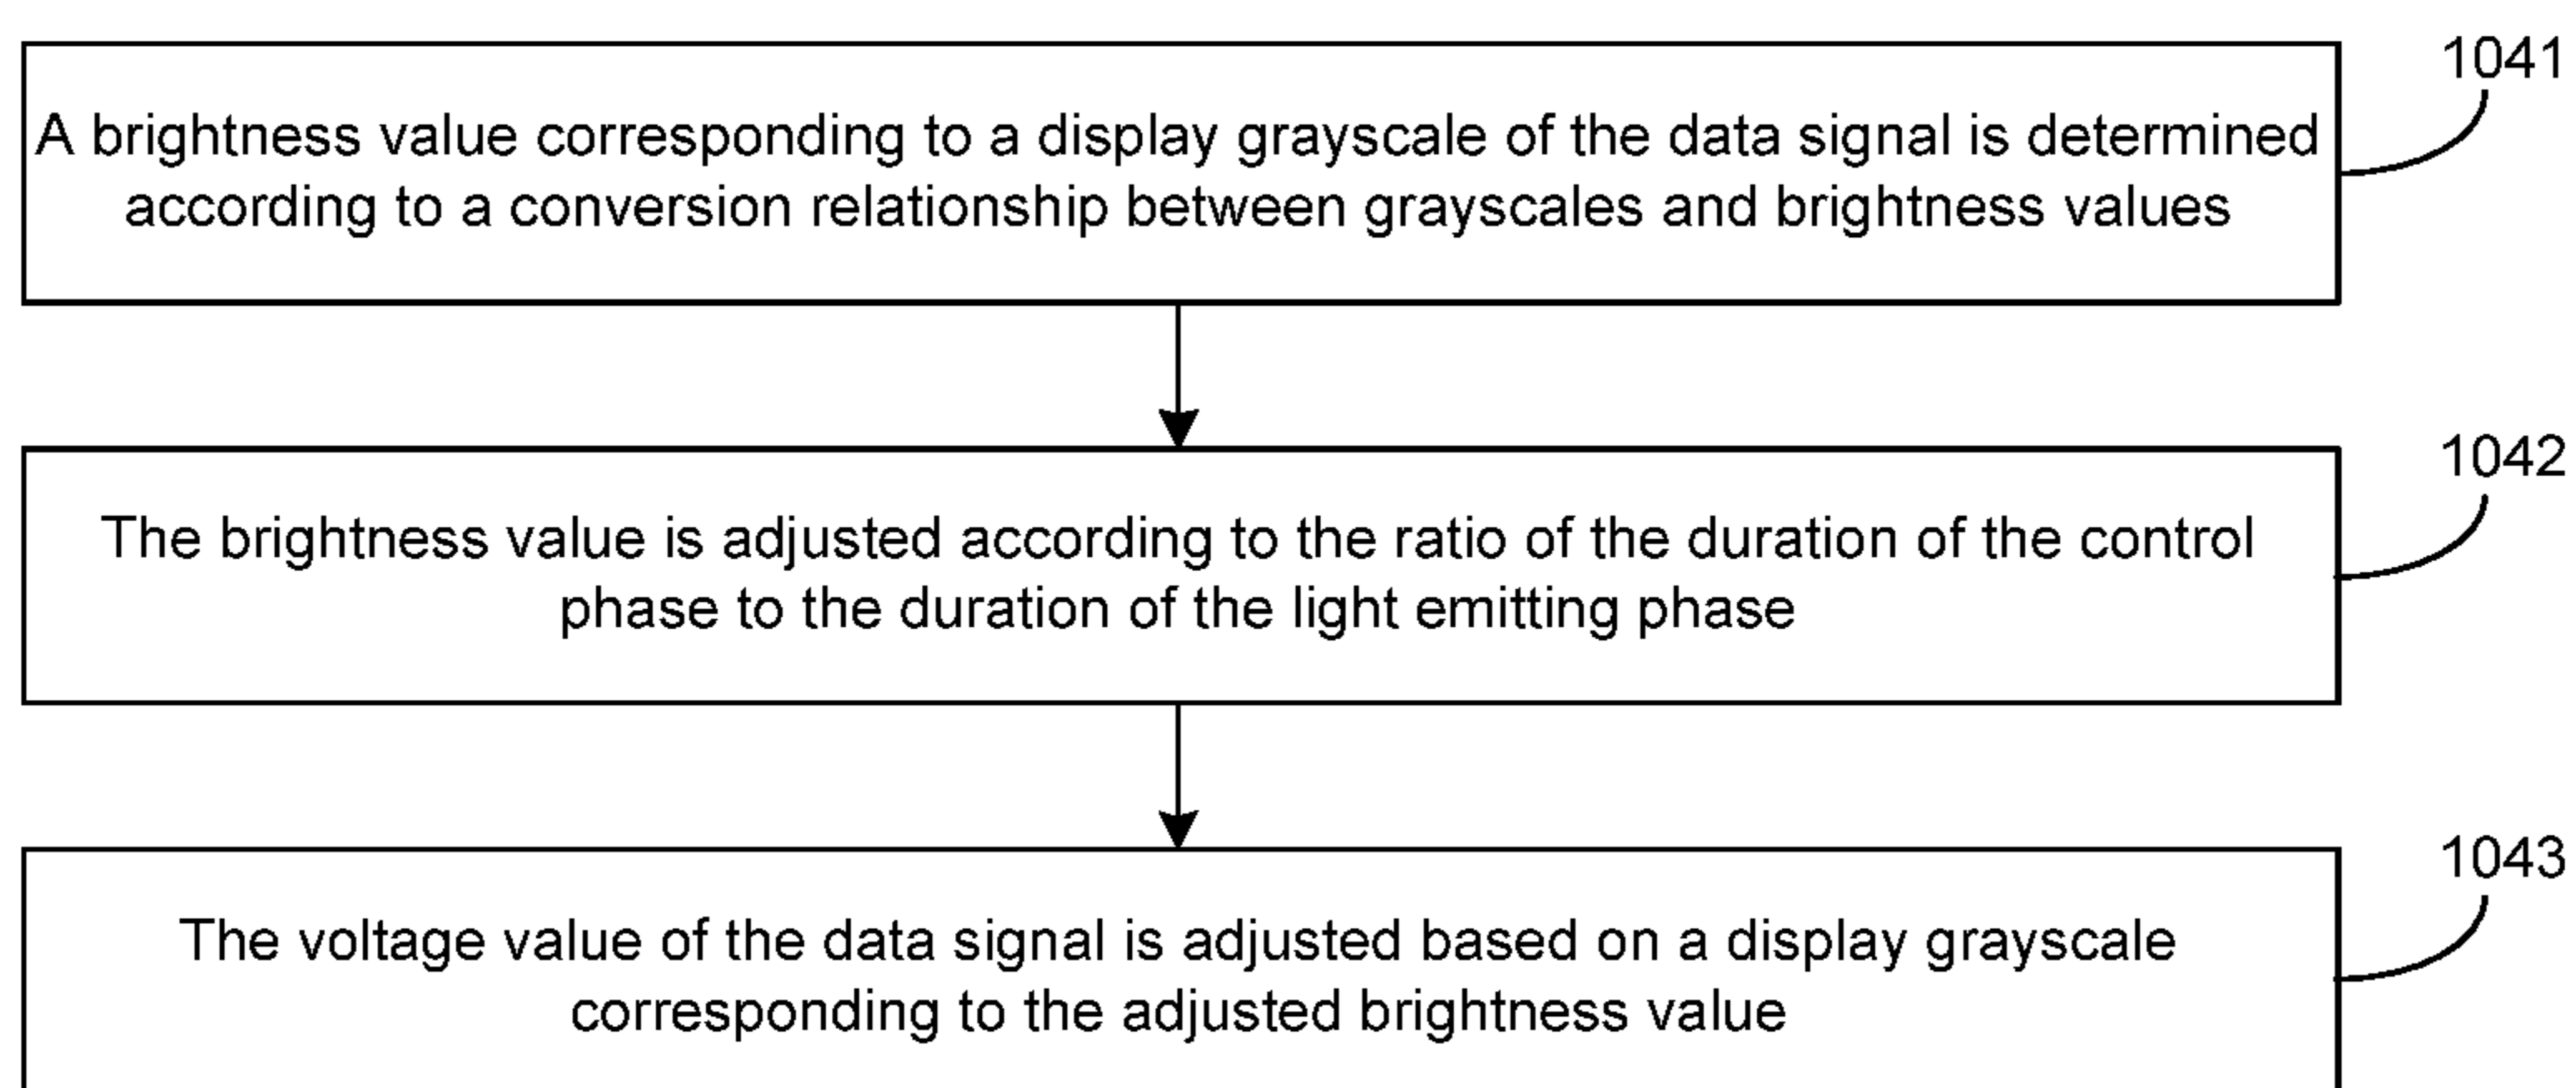 1041
A brightness value corresponding to a display grayscale of the data signal is determined
according to a conversion relationship between grayscales and brightness values
1042
The brightness value is adjusted according to the ratio of the duration of the control
phase to the duration of the light emitting phase
1043
The voltage value of the data signal is adjusted based on a display grayscale
corresponding to the adjusted brightness value